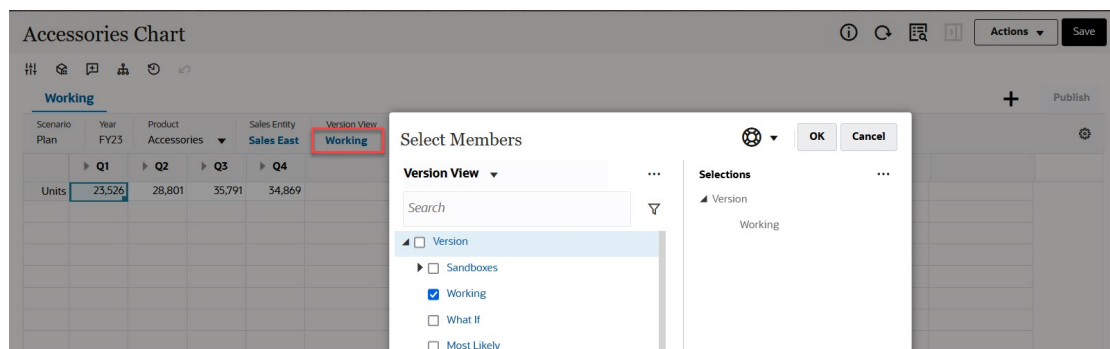 Accessories Chart
Actions
Save
Working
Publish
Scenario Year Product Sales Entity Version View
Plan FY23 Accessories Sales East Working
Q1 Q2 Q3 Q4
Units 23,526 28,801 35,791 34,869
Select Members
OK
Cancel
Version View
...
Search
Version
Sandboxes
Working
What If
Most Likely
Selections
...
Version
Working